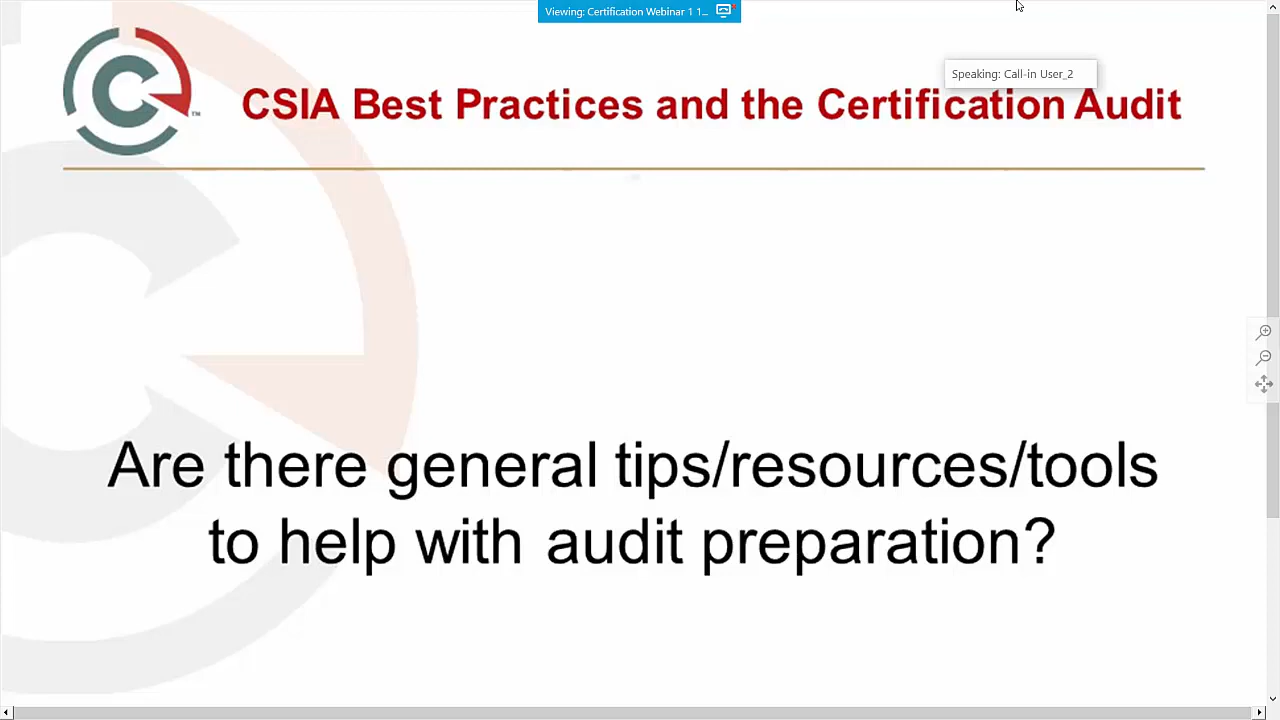 Viewing: Certification Webinar 1 1...
Speaking: Call-in User_2
CSIA Best Practices and the Certification Audit
TM
Are there general tips/resources/tools
to help with audit preparation?